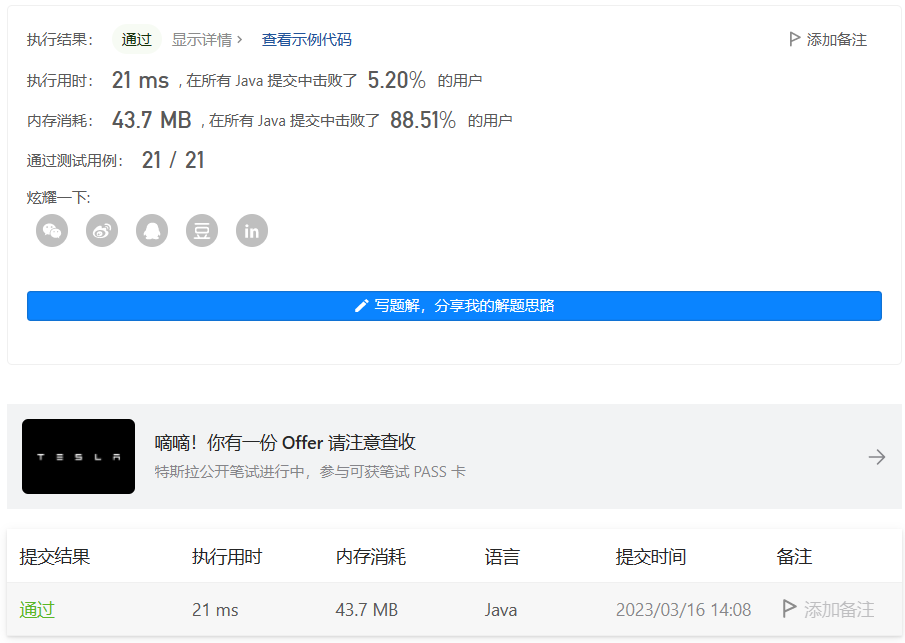 执行结果： 通过 显示详情 › 查看示例代码 添加备注
执行用时： 21 ms , 在所有 Java 提交中击败了 5.20% 的用户
内存消耗： 43.7 MB , 在所有 Java 提交中击败了 88.51% 的用户
通过测试用例： 21 / 21
炫耀一下:
豆 in
写题解，分享我的解题思路
TESLA 嘀嘀！你有一份 Offer 请注意查收
特斯拉公开笔试进行中，参与可获笔试 PASS 卡
提交结果 执行用时 内存消耗 语言 提交时间 备注
通过 21 ms 43.7 MB Java 2023/03/16 14:08 添加备注